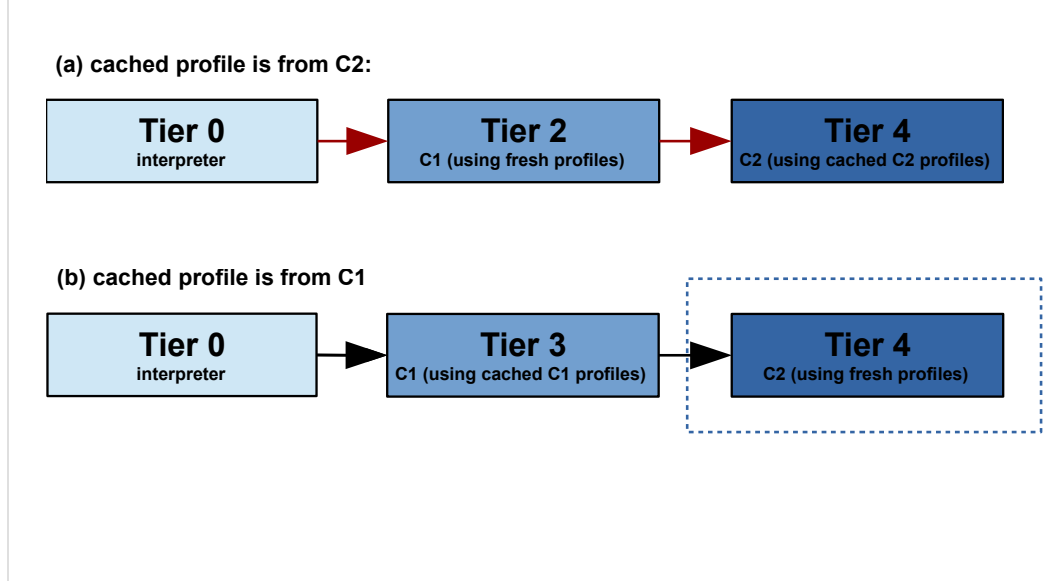 (a) cached profile is from C2:
Tier 0
interpreter
Tier 2
C1 (using fresh profiles)
Tier 4
C2 (using cached C2 profiles)
(b) cached profile is from C1
Tier 0
interpreter
Tier 3
C1 (using cached C1 profiles)
Tier 4
C2 (using fresh profiles)